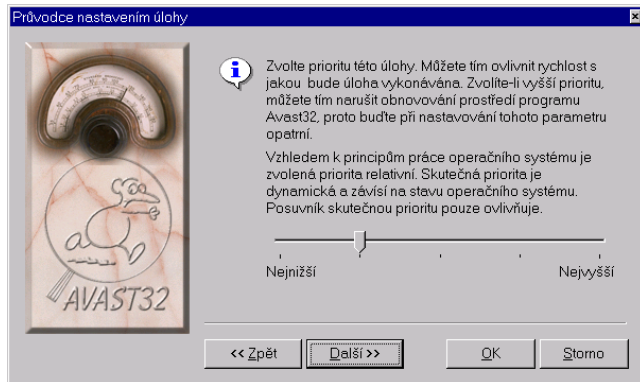 Průvodce nastavením úlohy
Zvolte prioritu této úlohy. Můžete tím ovlivnit rychlost s
jakou bude úloha vykonávána. Zvolíte-li vyšší prioritu,
můžete tím narušit obnovování prostředí programu
Avast32, proto buďte při nastavování tohoto parametru
opatrní.
Vzhledem k principům práce operačního systému je
zvolená priorita relativní. Skutečná priorita je
dynamická a závisí na stavu operačního systému.
Posuvník skutečnou prioritu pouze ovlivňuje.
Nejnižší
Nejvyšší
AVAST32
<< Zpět
Další >>
OK
Storno